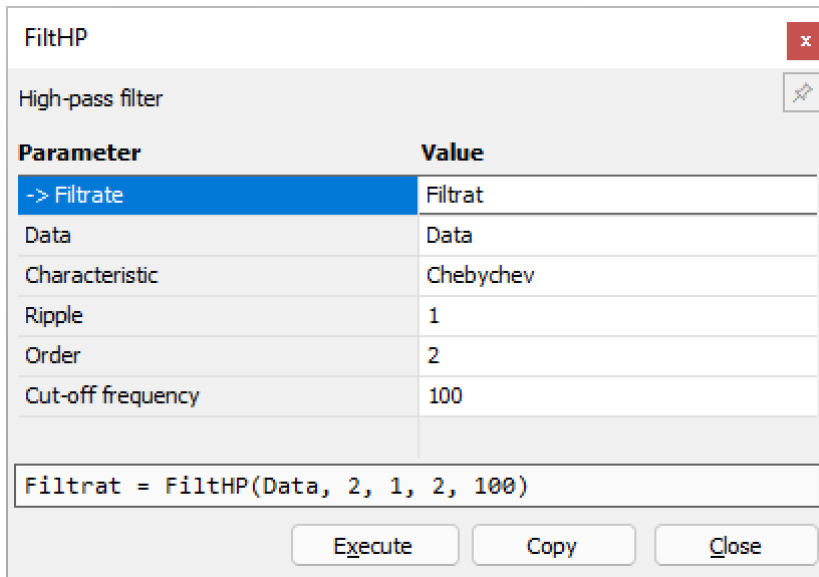 FiltHP
x
High-pass filter
Parameter Value
-> Filtrate Filtrat
Data Data
Characteristic Chebychev
Ripple 1
Order 2
Cut-off frequency 100
Filtrat = FiltHP(Data, 2, 1, 2, 100)
Execute Copy Close